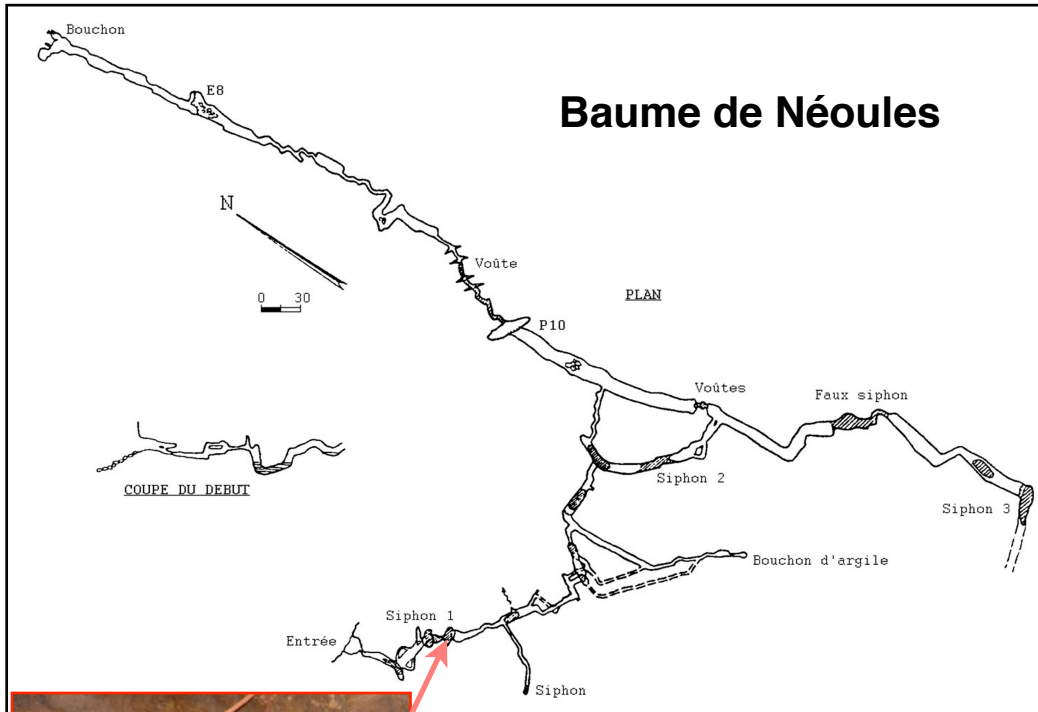 Bouchon
E8
Baume de Néoules
N
0 30
Voûte
PLAN
P10
Voûtes
Faux siphon
COUPE DU DEBUT
Siphon 2
Siphon 3
Bouchon d'argile
Siphon 1
Entrée
Siphon